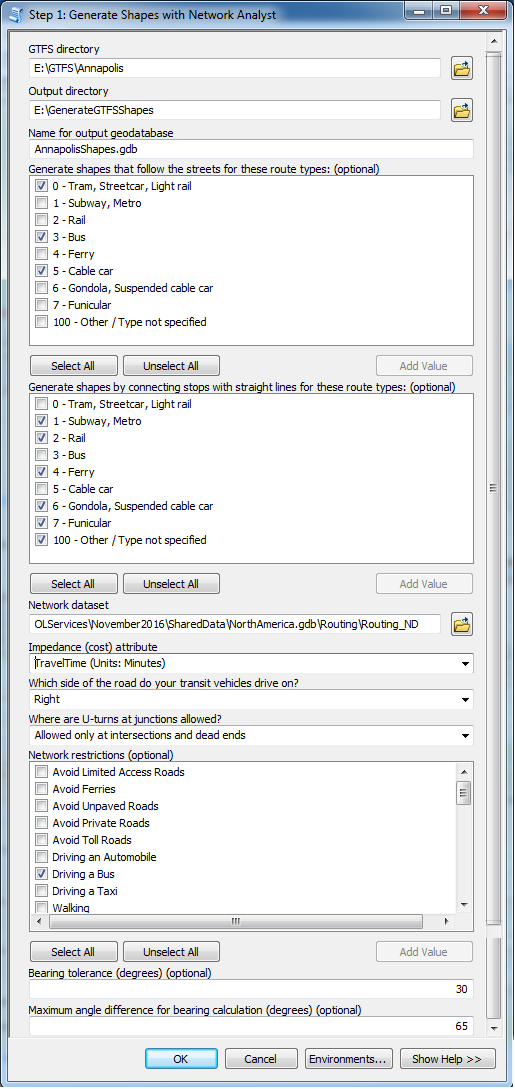 Step 1: Generate Shapes with Network Analyst
GTFS directory
E:\GTFS\Annapolis
Output directory
E:\GenerateGTFSShapes
Name for output geodatabase
AnnapolisShapes.gdb
Generate shapes that follow the streets for these route types: (optional)
0 - Tram, Streetcar, Light rail
1 - Subway, Metro
2 - Rail
3 - Bus
4 - Ferry
5 - Cable car
6 - Gondola, Suspended cable car
7 - Funicular
100 - Other / Type not specified
Select All Unselect All Add Value
Generate shapes by connecting stops with straight lines for these route types: (optional)
0 - Tram, Streetcar, Light rail
1 - Subway, Metro
2 - Rail
3 - Bus
4 - Ferry
5 - Cable car
6 - Gondola, Suspended cable car
7 - Funicular
100 - Other / Type not specified
Select All Unselect All Add Value
Network dataset
OLServices\November2016\SharedData\NorthAmerica.gdb\Routing\Routing_ND
Impedance (cost) attribute
TravelTime (Units: Minutes)
Which side of the road do your transit vehicles drive on?
Right
Where are U-turns at junctions allowed?
Allowed only at intersections and dead ends
Network restrictions (optional)
Avoid Limited Access Roads
Avoid Ferries
Avoid Unpaved Roads
Avoid Private Roads
Avoid Toll Roads
Driving an Automobile
Driving a Bus
Driving a Taxi
Walking
Select All Unselect All Add Value
Bearing tolerance (degrees) (optional)
30
Maximum angle difference for bearing calculation (degrees) (optional)
65
OK Cancel Environments... Show Help >>